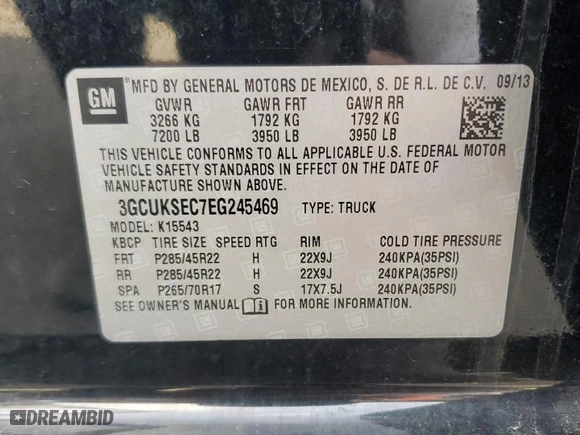 GM
MFD BY GENERAL MOTORS DE MEXICO, S. DE R.L. DE C.V. 09/13
GVWR GAWR FRT GAWR RR
3266 KG 1792 KG 1792 KG
7200 LB 3950 LB 3950 LB
THIS VEHICLE CONFORMS TO ALL APPLICABLE U.S. FEDERAL MOTOR
VEHICLE SAFETY STANDARDS IN EFFECT ON THE DATE OF
MANUFACTURE SHOWN ABOVE.
3GCUKSEC7EG245469 TYPE: TRUCK
MODEL: K15543
KBCP TIRE SIZE SPEED RTG RIM COLD TIRE PRESSURE
FRT P285/45R22 H 22X9J 240KPA(35PSI)
RR P285/45R22 H 22X9J 240KPA(35PSI)
SPA P265/70R17 S 17X7.5J 240KPA(35PSI)
SEE OWNER'S MANUAL FOR MORE INFORMATION
DREAMBID